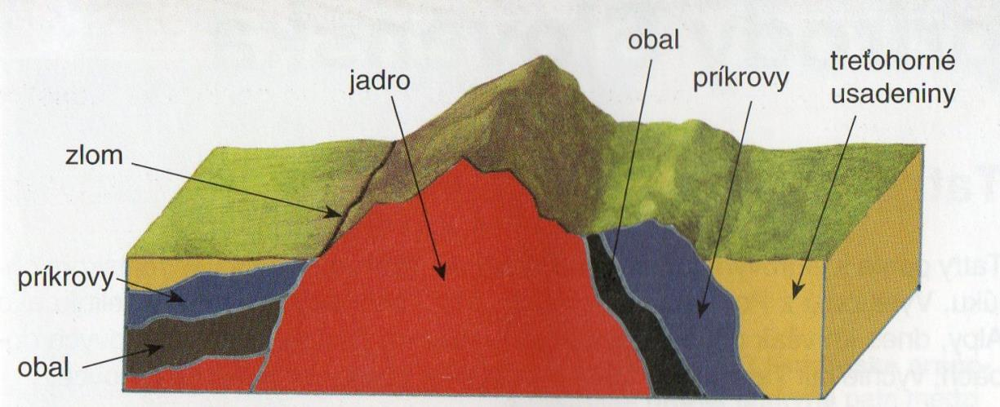 obal
treťohorné
usadeniny
príkrovy
jadro
zlom
príkrovy
obal